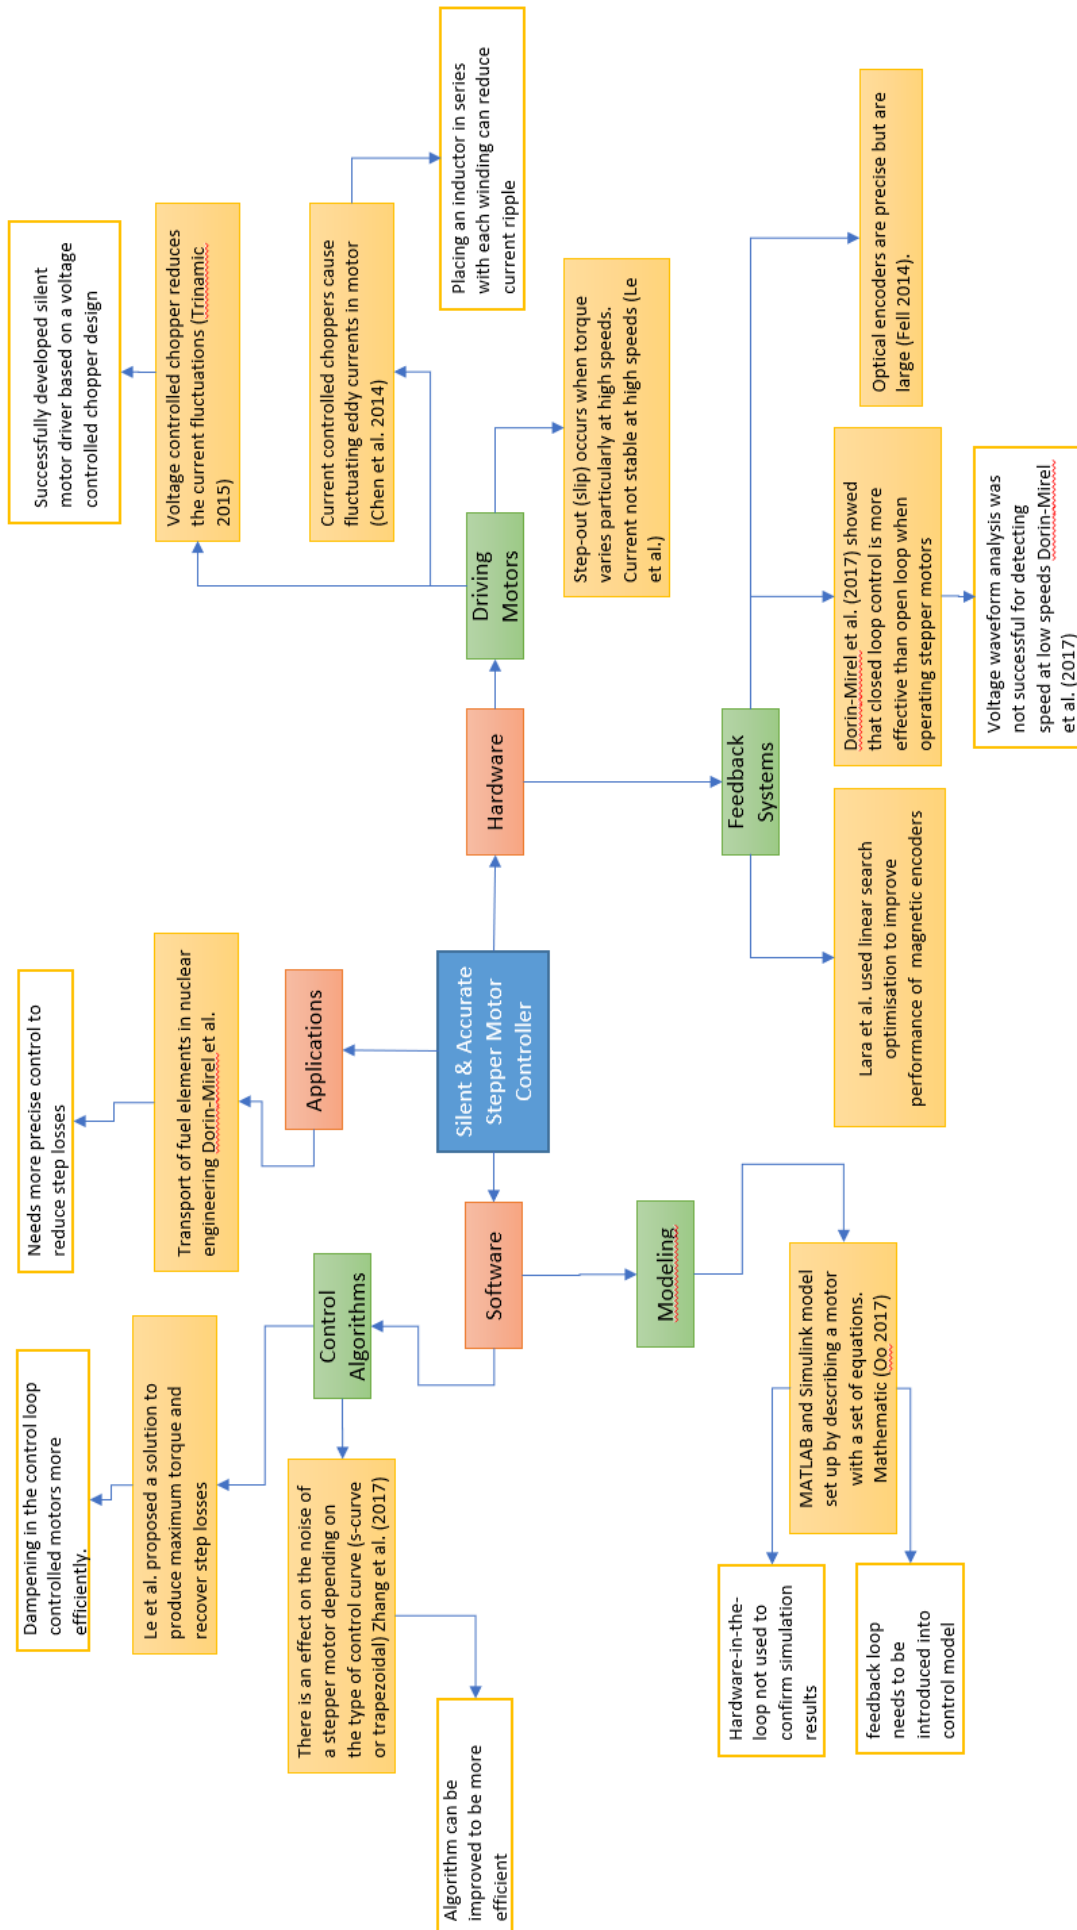 Dampening in the control loop
controlled motors more
efficiently.
Le et al. proposed a solution to
produce maximum torque and
recover step losses
There is an effect on the noise of
a stepper motor depending on
the type of control curve (s-curve
or trapezoidal) Zhang et al. (2017)
Algorithm can be
improved to be more
efficient
Control
Algorithms
Needs more precise control to
reduce step losses
Transport of fuel elements in nuclear
engineering Dorin-Mirel et al.
Applications
Successfully developed silent
motor driver based on a voltage
controlled chopper design
Voltage controlled chopper reduces
the current fluctuations (Trinamic
2015)
Current controlled choppers cause
fluctuating eddy currents in motor
(Chen et al. 2014)
Placing an inductor in series
with each winding can reduce
current ripple
Software
Silent & Accurate
Stepper Motor
Controller
Hardware
Driving
Motors
Step-out (slip) occurs when torque
varies particularly at high speeds.
Current not stable at high speeds (Le
et al.)
Modeling
MATLAB and Simulink model
set up by describing a motor
with a set of equations.
Mathematic (Oo 2017)
Hardware-in-the-
loop not used to
confirm simulation
results
feedback loop
needs to be
introduced into
control model
Feedback
Systems
Lara et al. used linear search
optimisation to improve
performance of magnetic encoders
Dorin-Mirel et al. (2017) showed
that closed loop control is more
effective than open loop when
operating stepper motors
Optical encoders are precise but are
large (Fell 2014).
Voltage waveform analysis was
not successful for detecting
speed at low speeds Dorin-Mirel
et al. (2017)